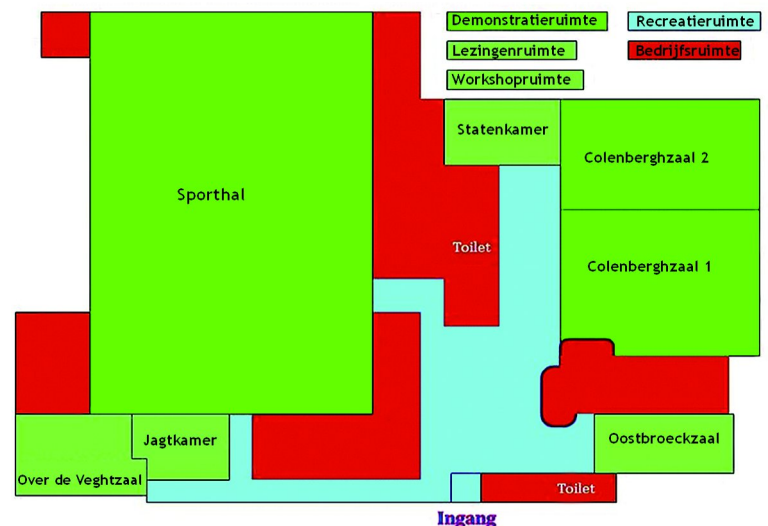 Demonstratieruimte
Recreatieruimte
Lezingenruimte
Bedrijfsruimte
Workshopruimte
Statenkamer
Colenberghzaal 2
Sporthal
Toilet
Colenberghzaal 1
Jagtkamer
Oostbroeckzaal
Over de Veghtzaal
Toilet
Ingang